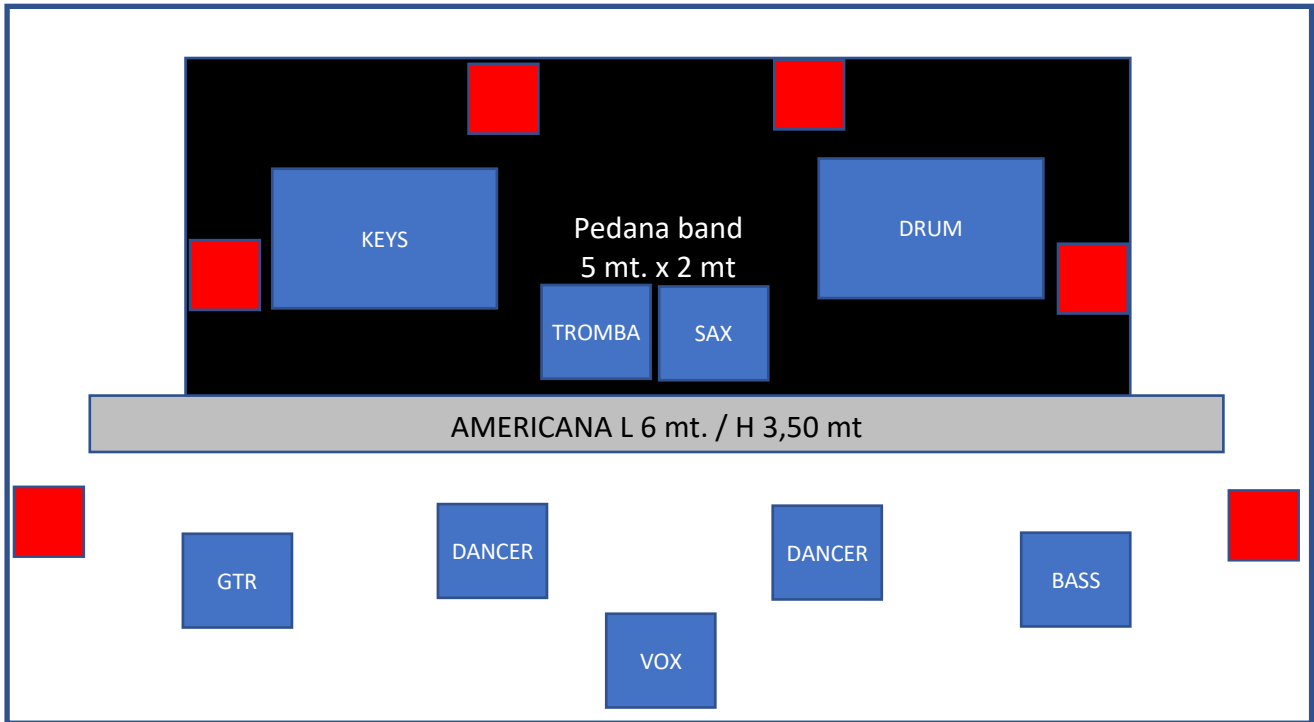 KEYS
Pedana band
5 mt. x 2 mt
DRUM
TROMBA
SAX
AMERICANA L 6 mt. / H 3,50 mt
GTR
DANCER
DANCER
BASS
VOX